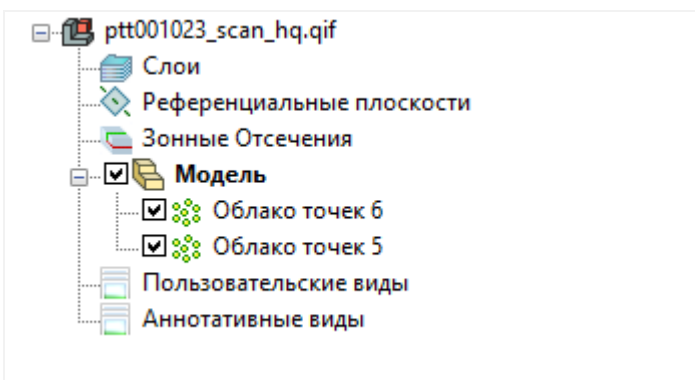 ptt001023_scan_hq.qif
Слои
Референциальные плоскости
Зонные Отсечения
Модель
Облако точек 6
Облако точек 5
Пользовательские виды
Аннотативные виды